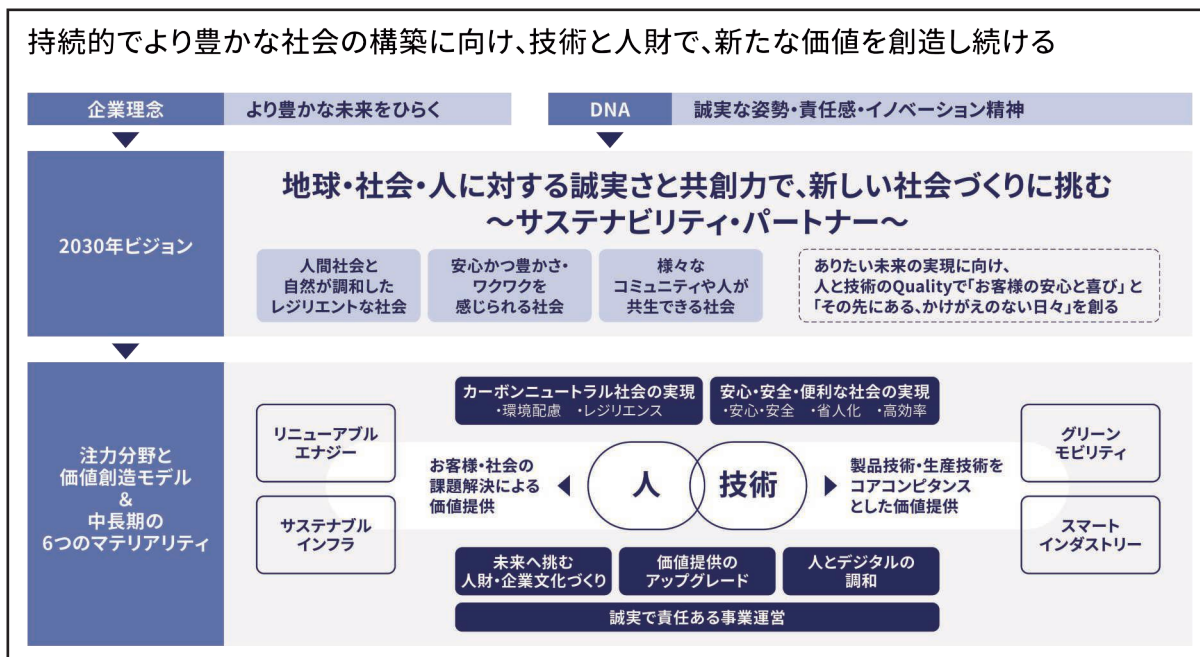 持続的でより豊かな社会の構築に向け、技術と人財で、新たな価値を創造し続ける
企業理念
より豊かな未来をひらく
DNA
誠実な姿勢・責任感・イノベーション精神
2030年ビジョン
地球・社会・人に対する誠実さと共創力で、新しい社会づくりに挑む
～サステナビリティ・パートナー～
人間社会と
自然が調和した
レジリエントな社会
安心かつ豊かさ・
ワクワクを
感じられる社会
様々な
コミュニティや人が
共生できる社会
ありたい未来の実現に向け、
人と技術のQualityで「お客様の安心と喜び」と
「その先にある、かけがえのない日々」を創る
注力分野と
価値創造モデル
&
中長期の
6つのマテリアリティ
リニューアブル
エナジー
サステナブル
インフラ
カーボンニュートラル社会の実現
・環境配慮 ・レジリエンス
安心・安全・便利な社会の実現
・安心・安全 ・省人化 ・高効率
お客様・社会の
課題解決による
価値提供
人
技術
製品技術・生産技術を
コアコンピタンス
とした価値提供
未来へ挑む
人財・企業文化づくり
価値提供の
アップグレード
人とデジタルの
調和
誠実で責任ある事業運営
グリーン
モビリティ
スマート
インダストリー